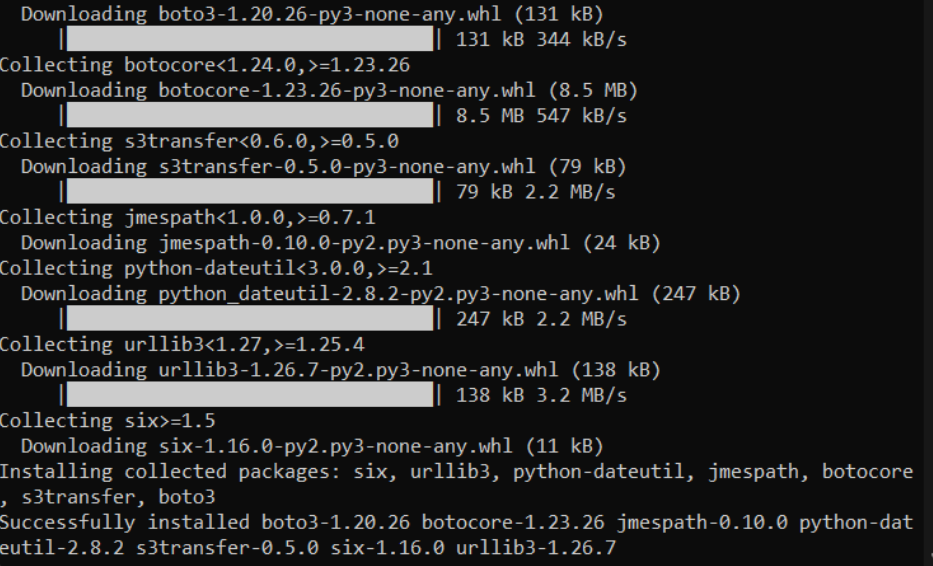 Downloading boto3-1.20.26-py3-none-any.whl (131 kB)
| | 131 kB 344 kB/s
Collecting botocore<1.24.0,>=1.23.26
Downloading botocore-1.23.26-py3-none-any.whl (8.5 MB)
| | 8.5 MB 547 kB/s
Collecting s3transfer<0.6.0,>=0.5.0
Downloading s3transfer-0.5.0-py3-none-any.whl (79 kB)
| | 79 kB 2.2 MB/s
Collecting jmespath<1.0.0,>=0.7.1
Downloading jmespath-0.10.0-py2.py3-none-any.whl (24 kB)
Collecting python-dateutil<3.0.0,>=2.1
Downloading python_dateutil-2.8.2-py2.py3-none-any.whl (247 kB)
| | 247 kB 2.2 MB/s
Collecting urllib3<1.27,>=1.25.4
Downloading urllib3-1.26.7-py2.py3-none-any.whl (138 kB)
| | 138 kB 3.2 MB/s
Collecting six>=1.5
Downloading six-1.16.0-py2.py3-none-any.whl (11 kB)
Installing collected packages: six, urllib3, python-dateutil, jmespath, botocore
, s3transfer, boto3
Successfully installed boto3-1.20.26 botocore-1.23.26 jmespath-0.10.0 python-dat
eutil-2.8.2 s3transfer-0.5.0 six-1.16.0 urllib3-1.26.7